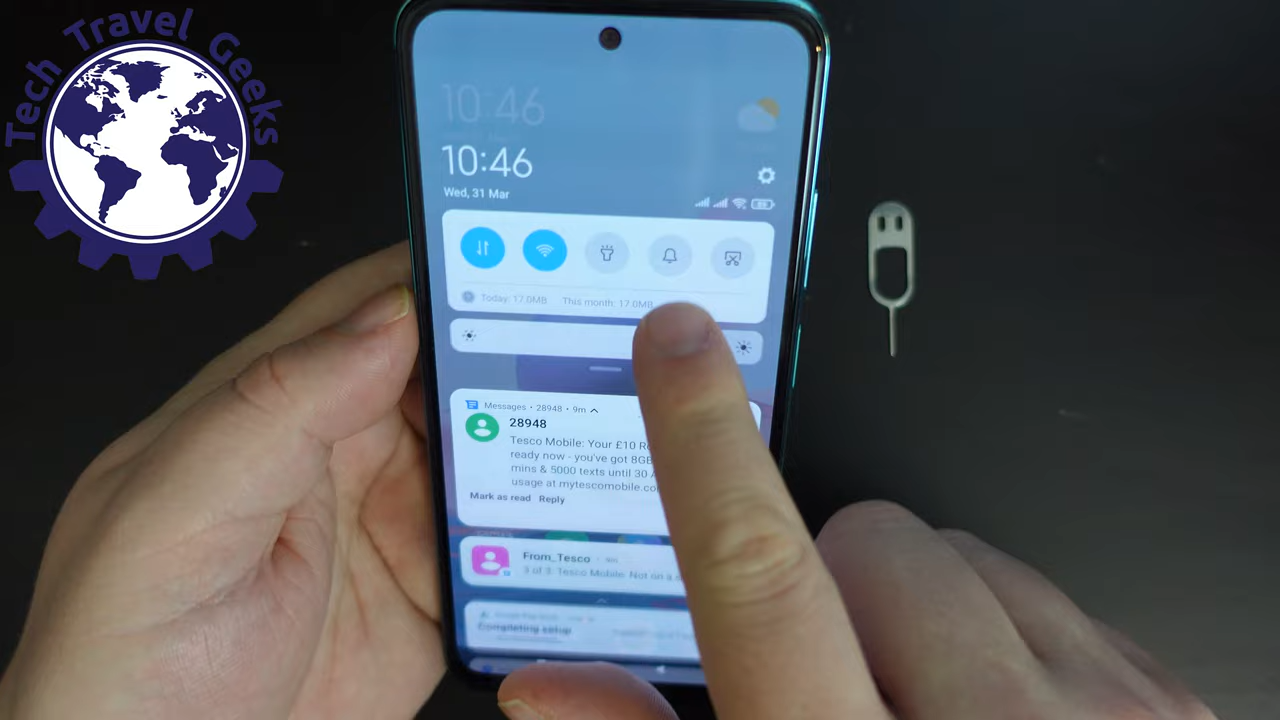 Tech Travel Geeks
10:46
10:46
Wed, 31 Mar
Today: 17.0MB This month: 17.0MB
Messages • 28948 • 9m
28948
Tesco Mobile: Your £10 R
ready now - you've got 8GB
mins & 5000 texts until 30
usage at mytescomobile.co
Mark as read Reply
From_Tesco
3 of 3. Tesco Mobile: Not on a
Completing setup